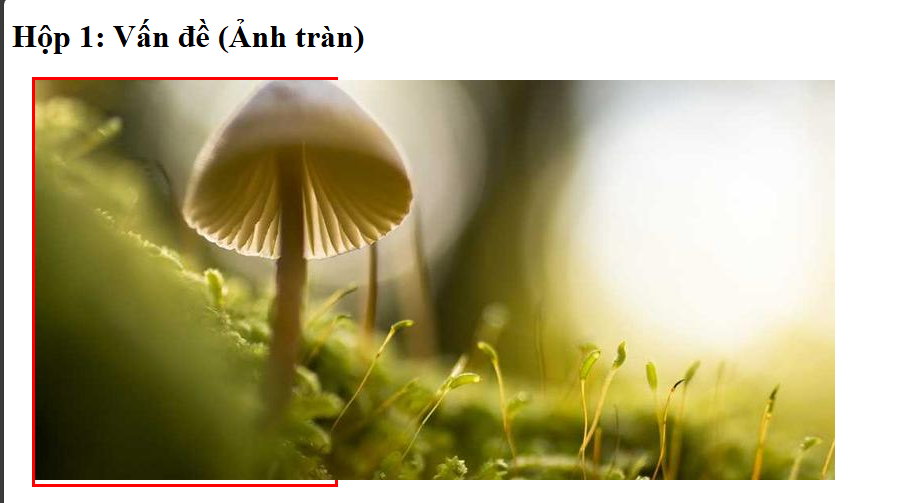 Hộp 1: Vấn đề (Ảnh tràn)